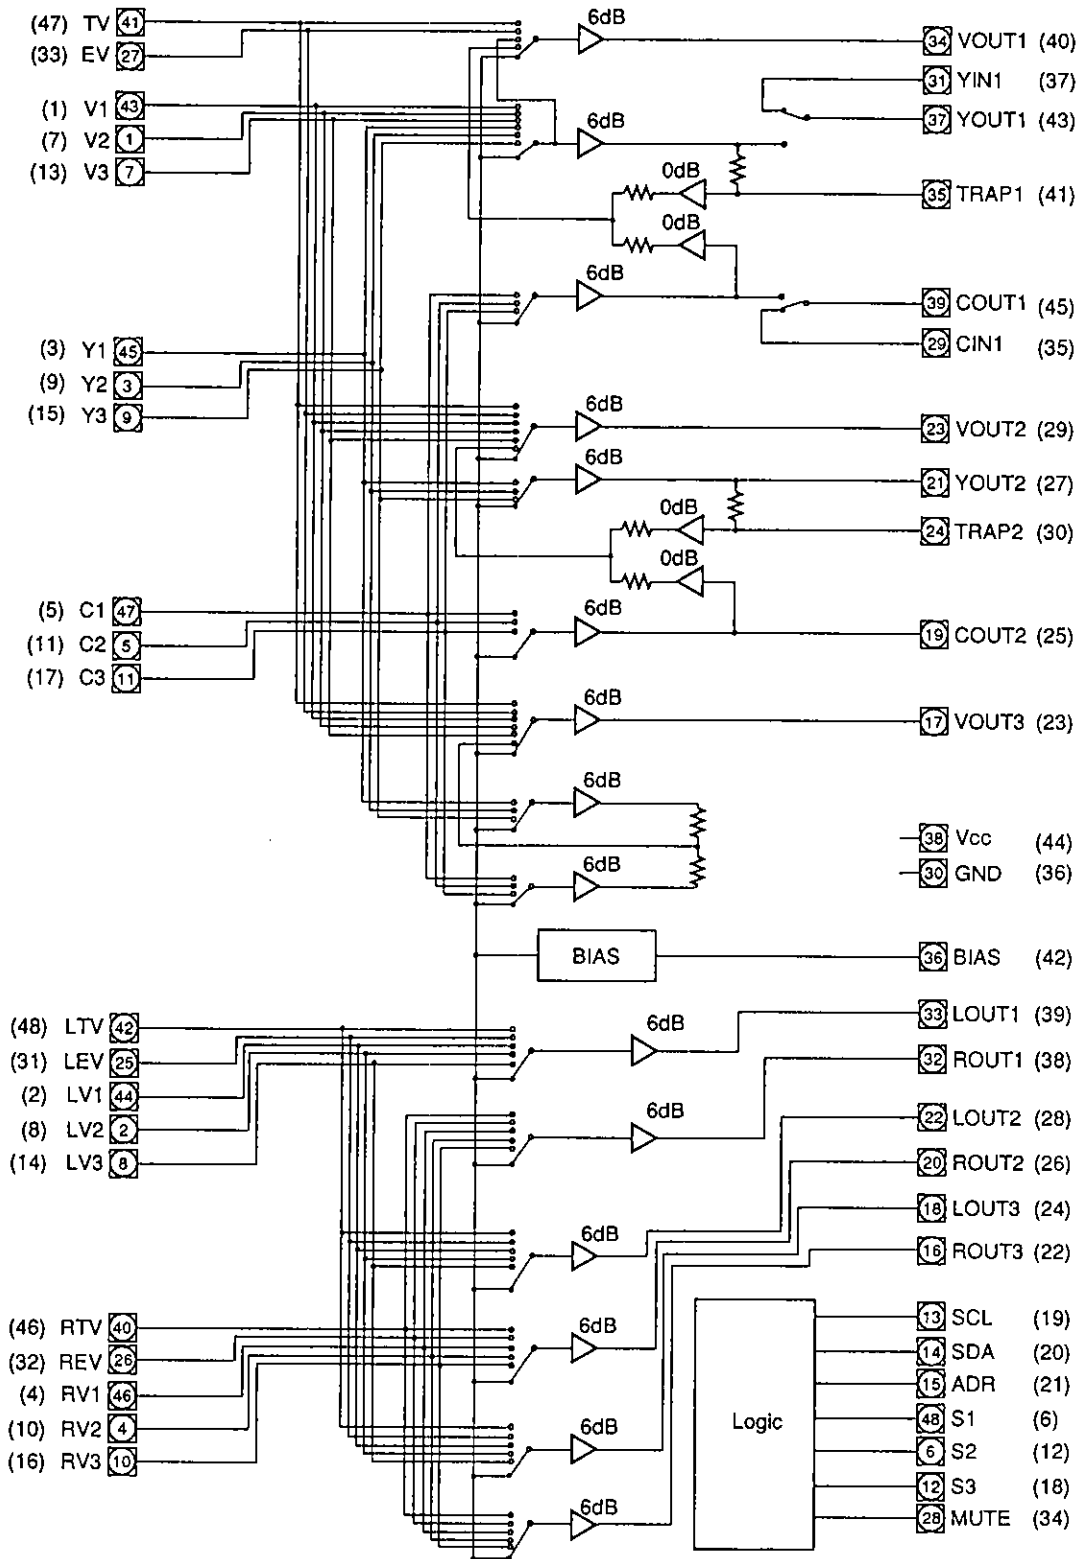 (47) TV 41
(33) EV 27
(1) V1 43
(7) V2 1
(13) V3 7
(3) Y1 45
(9) Y2 3
(15) Y3 9
(5) C1 47
(11) C2 5
(17) C3 11
(48) LTV 42
(31) LEV 25
(2) LV1 44
(8) LV2 2
(14) LV3 8
(46) RTV 40
(32) REV 26
(4) RV1 46
(10) RV2 4
(16) RV3 10
6dB
6dB
0dB
0dB
6dB
6dB
6dB
0dB
0dB
6dB
6dB
6dB
6dB
BIAS
6dB
6dB
6dB
6dB
6dB
6dB
Logic
34 VOUT1 (40)
31 YIN1 (37)
37 YOUT1 (43)
35 TRAP1 (41)
39 COUT1 (45)
29 CIN1 (35)
23 VOUT2 (29)
21 YOUT2 (27)
24 TRAP2 (30)
19 COUT2 (25)
17 VOUT3 (23)
38 Vcc (44)
30 GND (36)
36 BIAS (42)
33 LOUT1 (39)
32 ROUT1 (38)
22 LOUT2 (28)
20 ROUT2 (26)
18 LOUT3 (24)
16 ROUT3 (22)
13 SCL (19)
14 SDA (20)
15 ADR (21)
48 S1 (6)
6 S2 (12)
12 S3 (18)
28 MUTE (34)